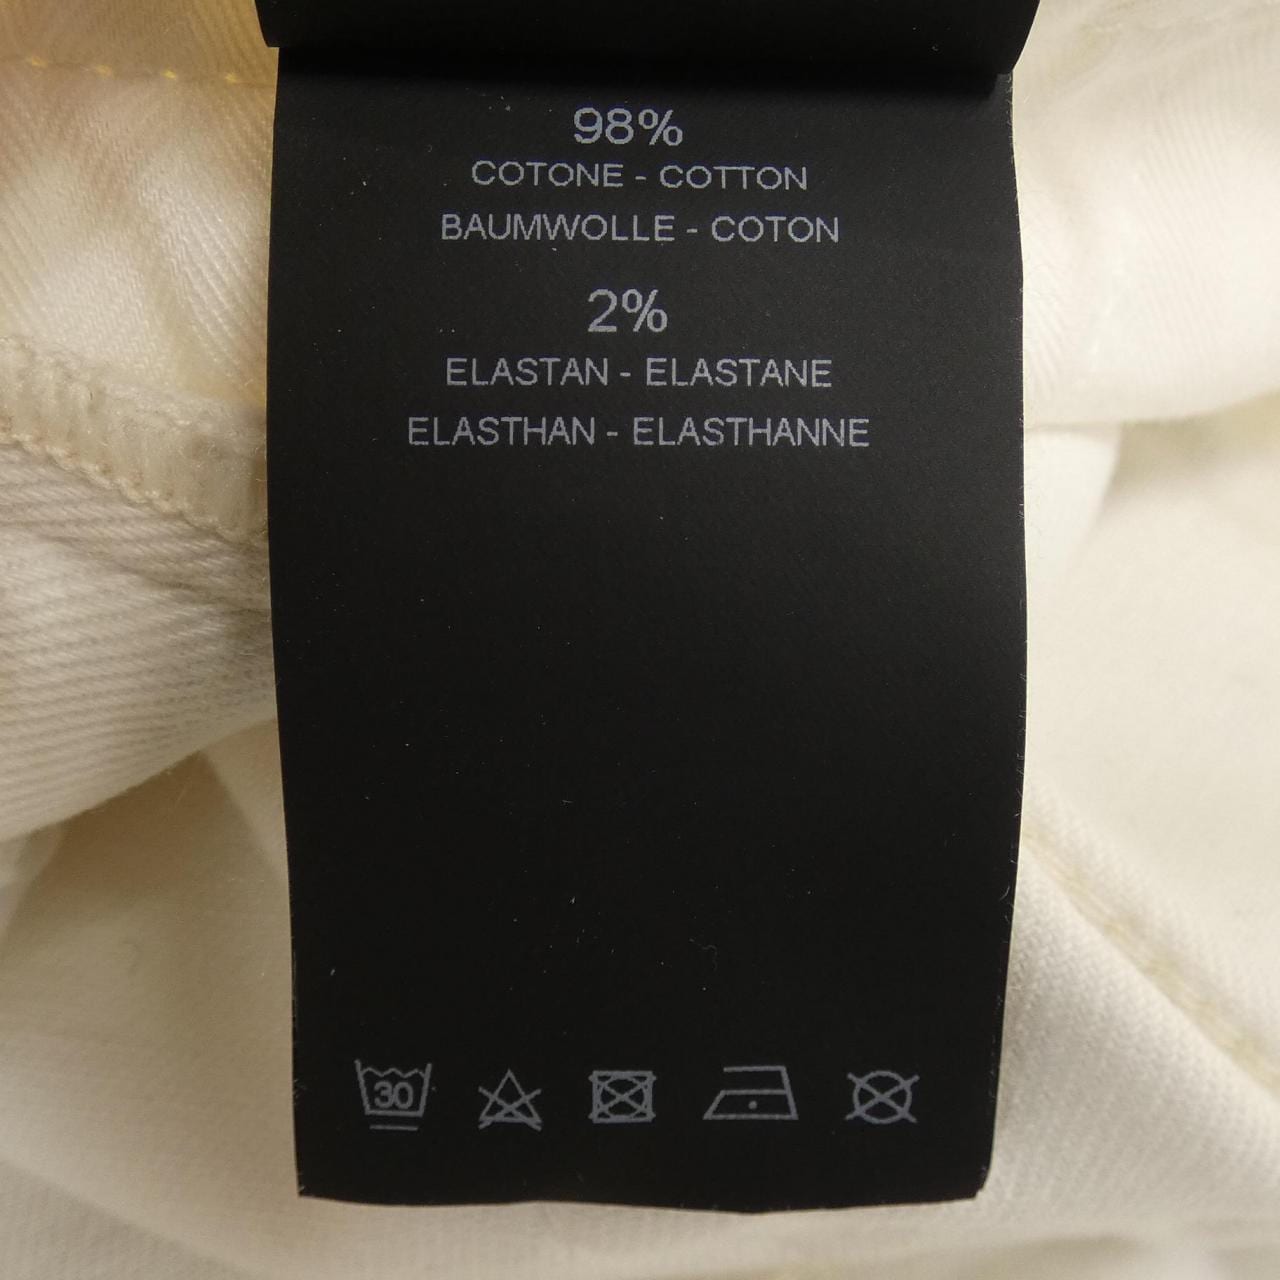 98%
COTONE - COTTON
BAUMWOLLE - COTON
2%
ELASTAN - ELASTANE
ELASTHAN - ELASTHANNE
30